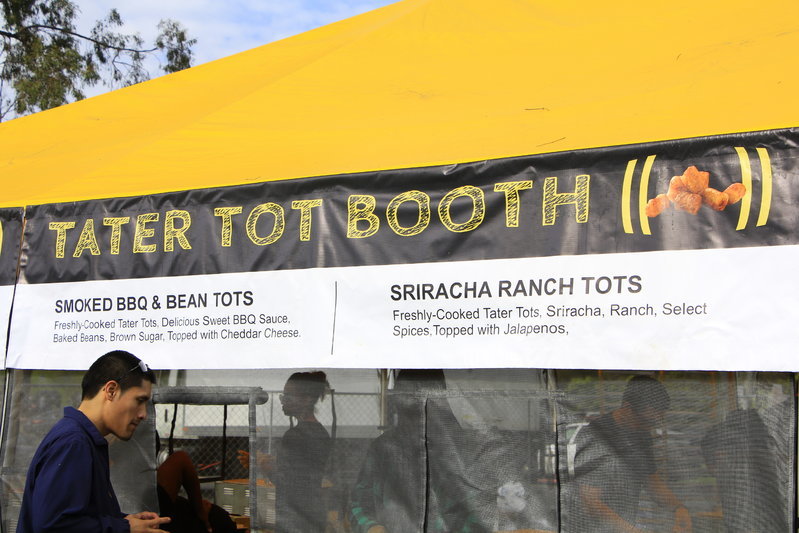 TATER TOT BOOTH
SMOKED BBQ & BEAN TOTS
Freshly-Cooked Tater Tots, Delicious Sweet BBQ Sauce,
Baked Beans, Brown Sugar, Topped with Cheddar Cheese.
SRIRACHA RANCH TOTS
Freshly-Cooked Tater Tots, Sriracha, Ranch, Select
Spices,Topped with Jalapenos,